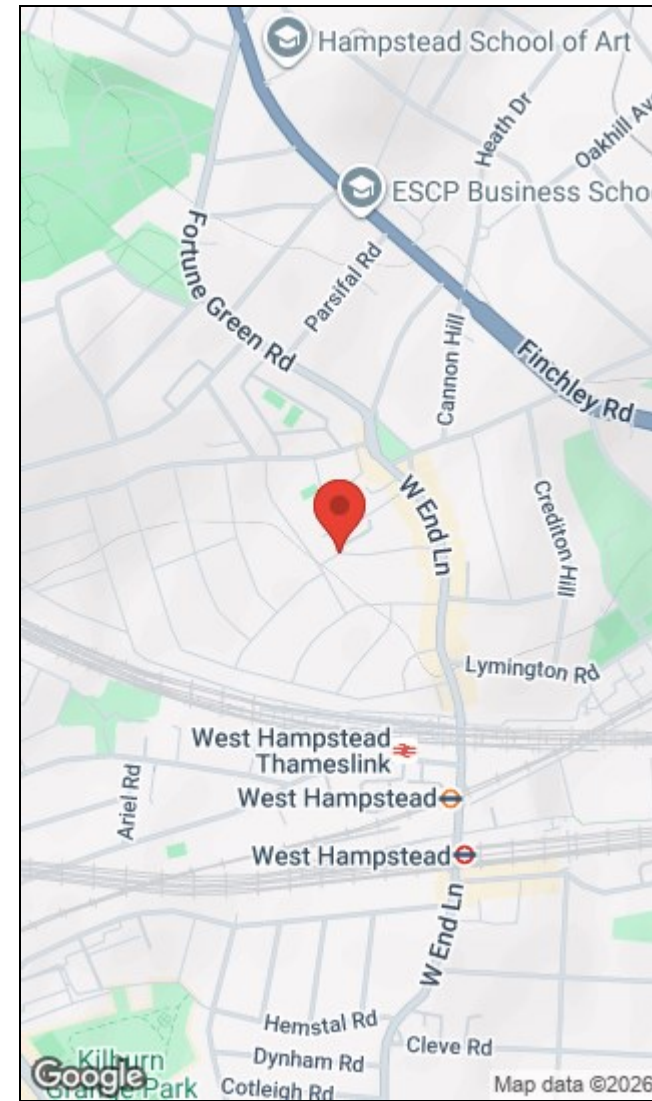 Hampstead School of Art
Heath Dr
Oakhill Av
ESCP Business Schoo
Fortune Green Rd
Parsifal Rd
Cannon Hill
Finchley Rd
W End Ln
Crediton Hill
Lymington Rd
West Hampstead
Thameslink
West Hampstead
Ariel Rd
West Hampstead
W End Ln
Hemstal Rd
Kilburn
Grange Park
Dynham Rd
Cleve Rd
Cotleigh Rd
Google
Map data ©2026